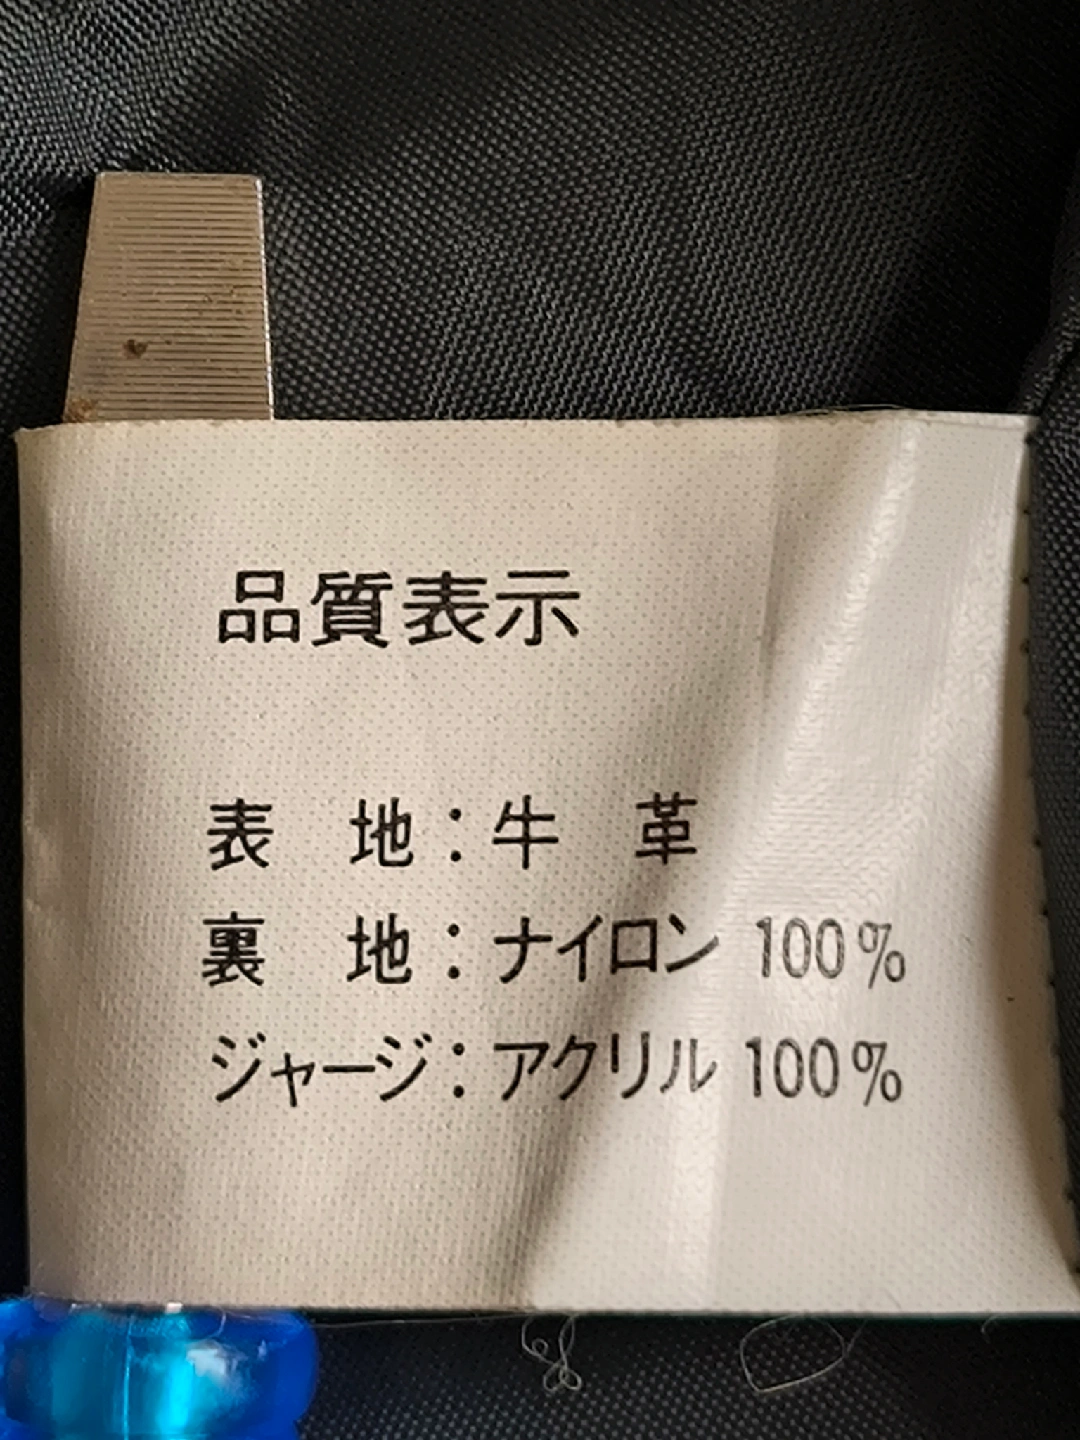 品質表示
表 地：牛 革
裏 地：ナイロン 100%
ジャージ：アクリル 100%